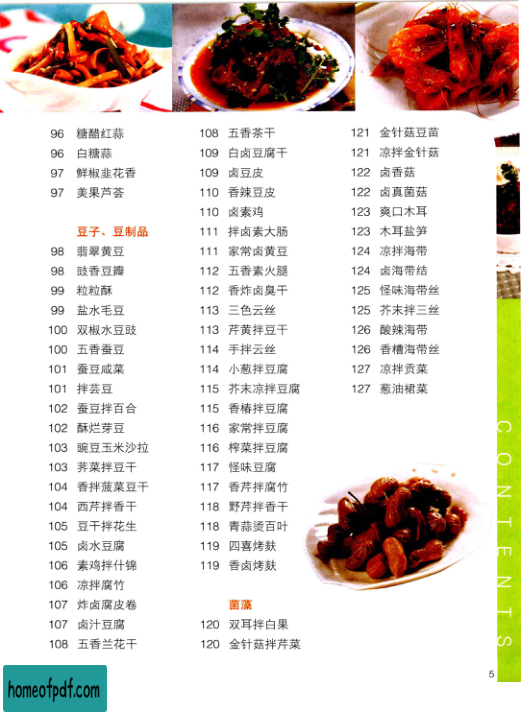 96 糖醋红蒜
96 白糖蒜
97 鲜椒韭花香
97 美果芦荟
豆子、豆制品
98 翡翠黄豆
98 豉香豆瓣
99 粒粒酥
99 盐水毛豆
100 双椒水豆豉
100 五香蚕豆
101 蚕豆咸菜
101 拌芸豆
102 蚕豆拌百合
102 酥烂芽豆
103 豌豆玉米沙拉
103 荠菜拌豆干
104 香拌菠菜豆干
104 西芹拌香干
105 豆干拌花生
105 卤水豆腐
106 素鸡拌什锦
106 凉拌腐竹
107 炸卤腐皮卷
107 卤汁豆腐
108 五香兰花干
108 五香茶干
109 白卤豆腐干
109 卤豆皮
110 香辣豆皮
110 卤素鸡
111 拌卤素大肠
111 家常卤黄豆
112 五香素火腿
112 香炸卤臭干
113 三色云丝
113 芹黄拌豆干
114 手拌云丝
114 小葱拌豆腐
115 芥末凉拌豆腐
115 香椿拌豆腐
116 家常拌豆腐
116 榨菜拌豆腐
117 怪味豆腐
117 香芹拌腐竹
118 野芹拌香干
118 青蒜烫百叶
119 四喜烤麸
119 香卤烤麸
菌藻
120 双耳拌白果
120 金针菇拌芹菜
121 金针菇豆苗
121 凉拌金针菇
122 卤香菇
122 卤真菌菇
123 爽口木耳
123 木耳盐笋
124 凉拌海带
124 卤海带结
125 怪味海带丝
125 芥末拌三丝
126 酸辣海带
126 香糟海带丝
127 凉拌贡菜
127 葱油裙菜
CONTENTS
5
homeofpdf.com